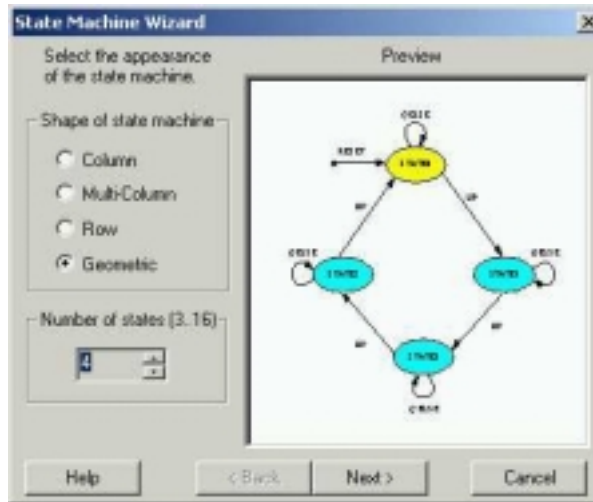 State Machine Wizard
Select the appearance
of the state machine.
Preview
Shape of state machine
Column
Multi-Column
Row
Geometric
Number of states (3..16)
4
RESET
Help
< Back
Next >
Cancel